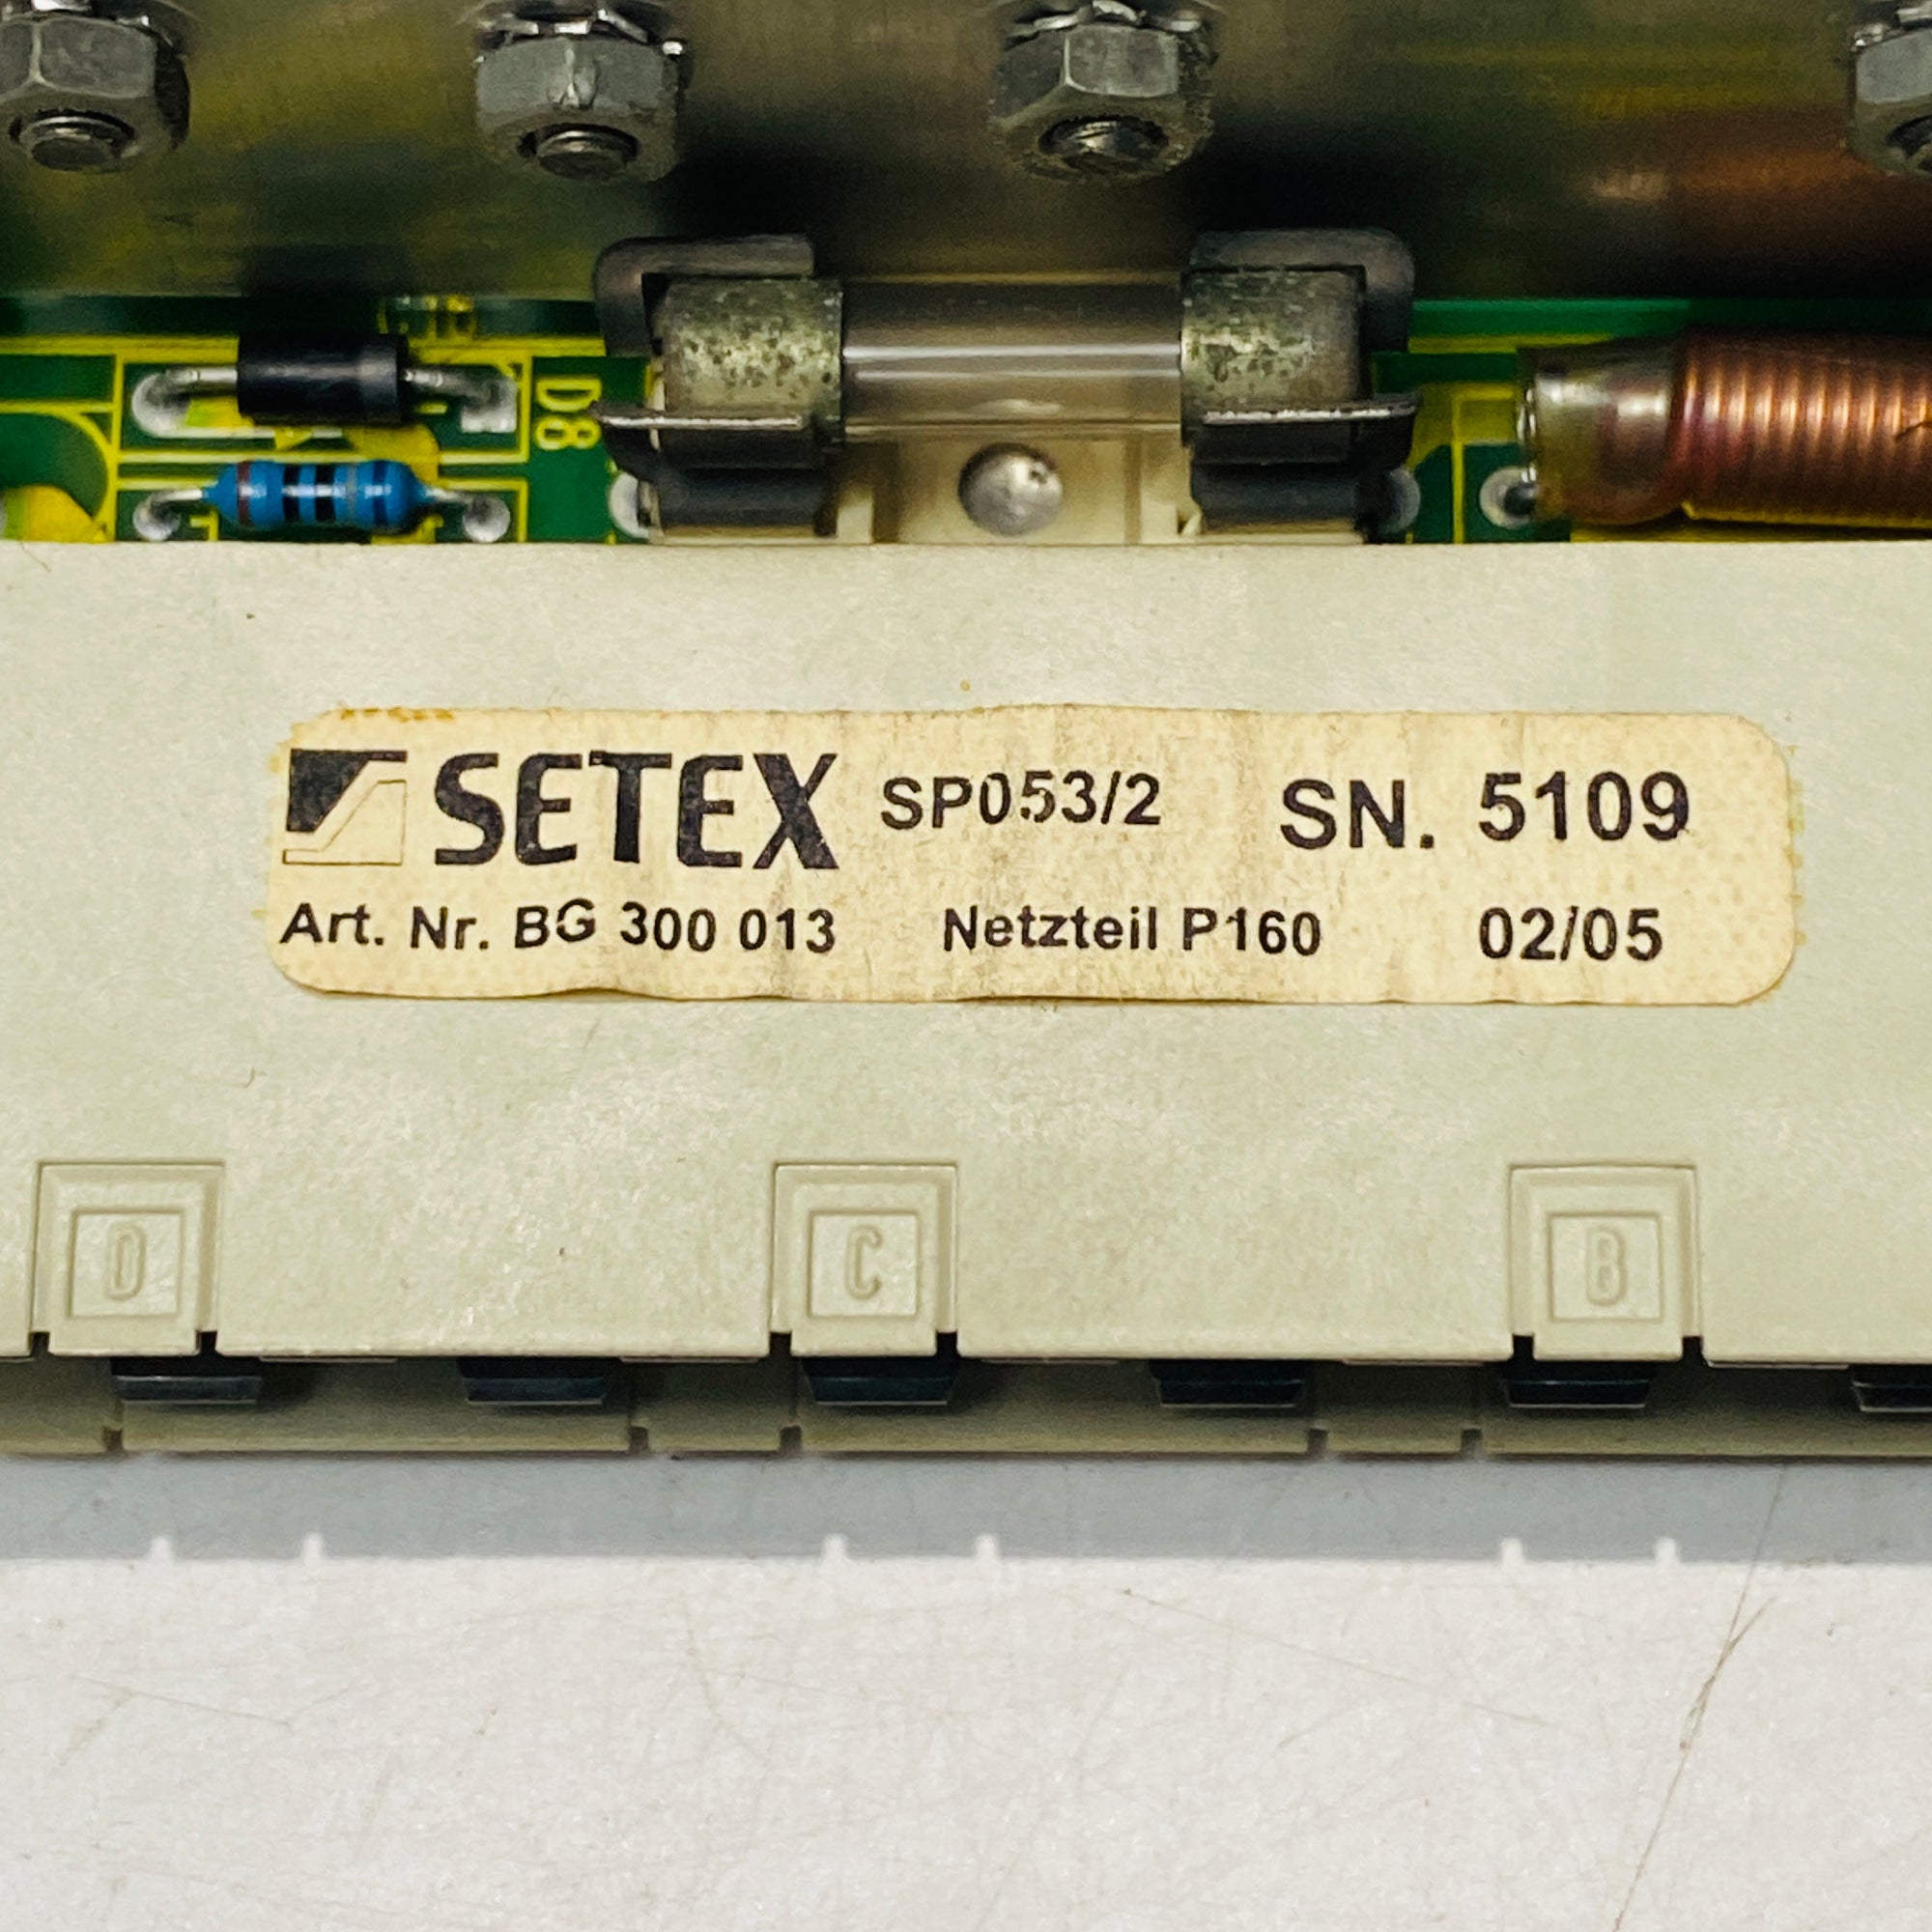 D8
SETEX SP053/2 SN. 5109
Art. Nr. BG 300 013 Netzteil P160 02/05
D C B